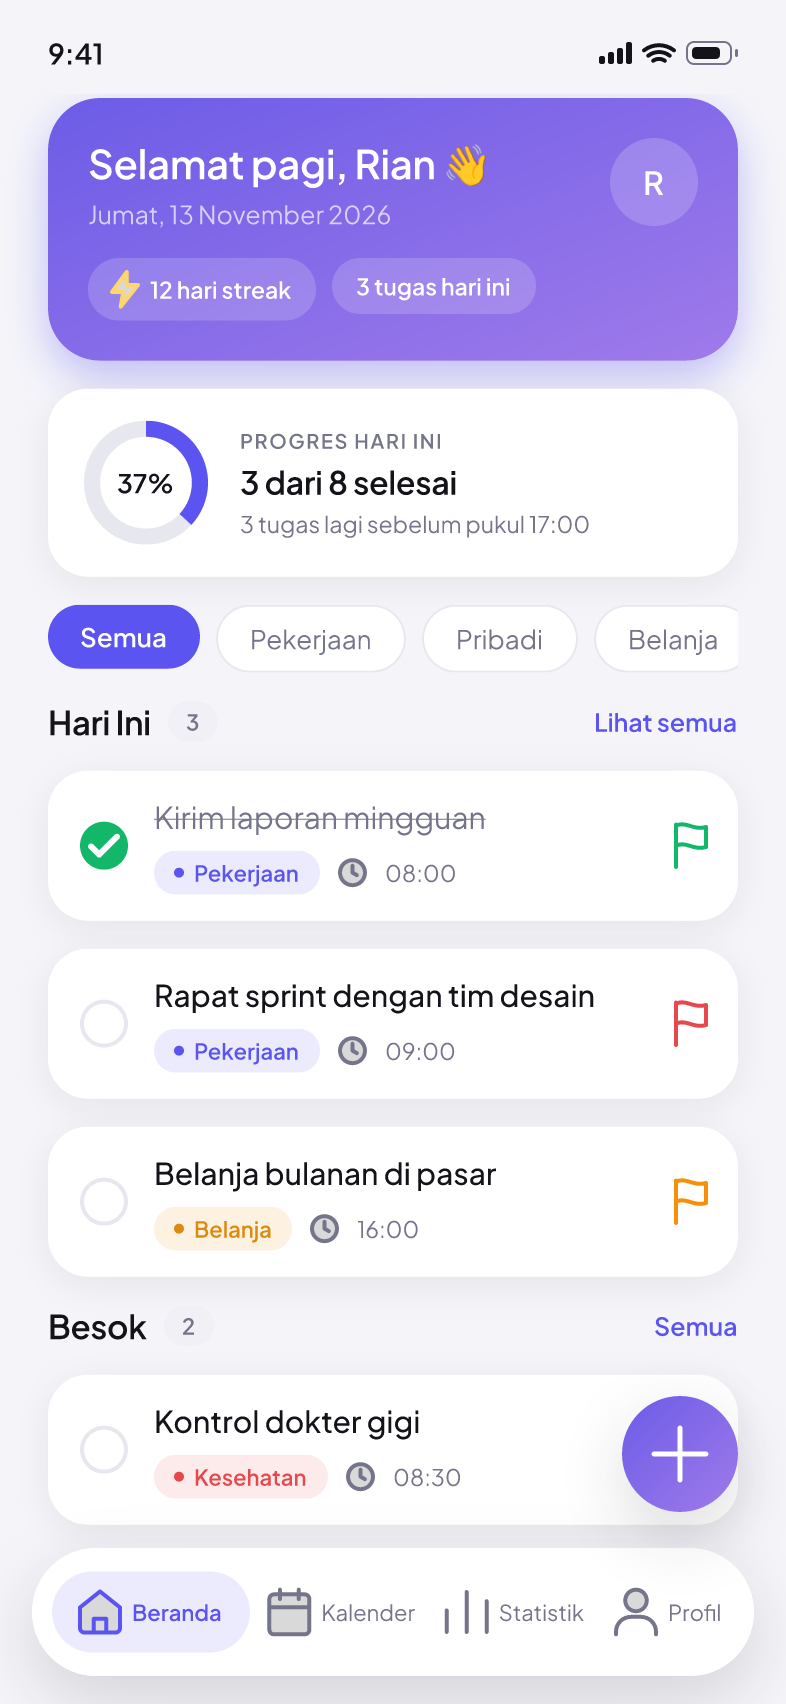 9:41
Selamat pagi, Rian 👋
R
Jumat, 13 November 2026
12 hari streak
3 tugas hari ini
37%
PROGRES HARI INI
3 dari 8 selesai
3 tugas lagi sebelum pukul 17:00
Semua
Pekerjaan
Pribadi
Belanja
Hari Ini
3
Lihat semua
Kirim laporan mingguan
Pekerjaan
08:00
Rapat sprint dengan tim desain
Pekerjaan
09:00
Belanja bulanan di pasar
Belanja
16:00
Besok
2
Semua
Kontrol dokter gigi
Kesehatan
08:30
Beranda
Kalender
Statistik
Profil